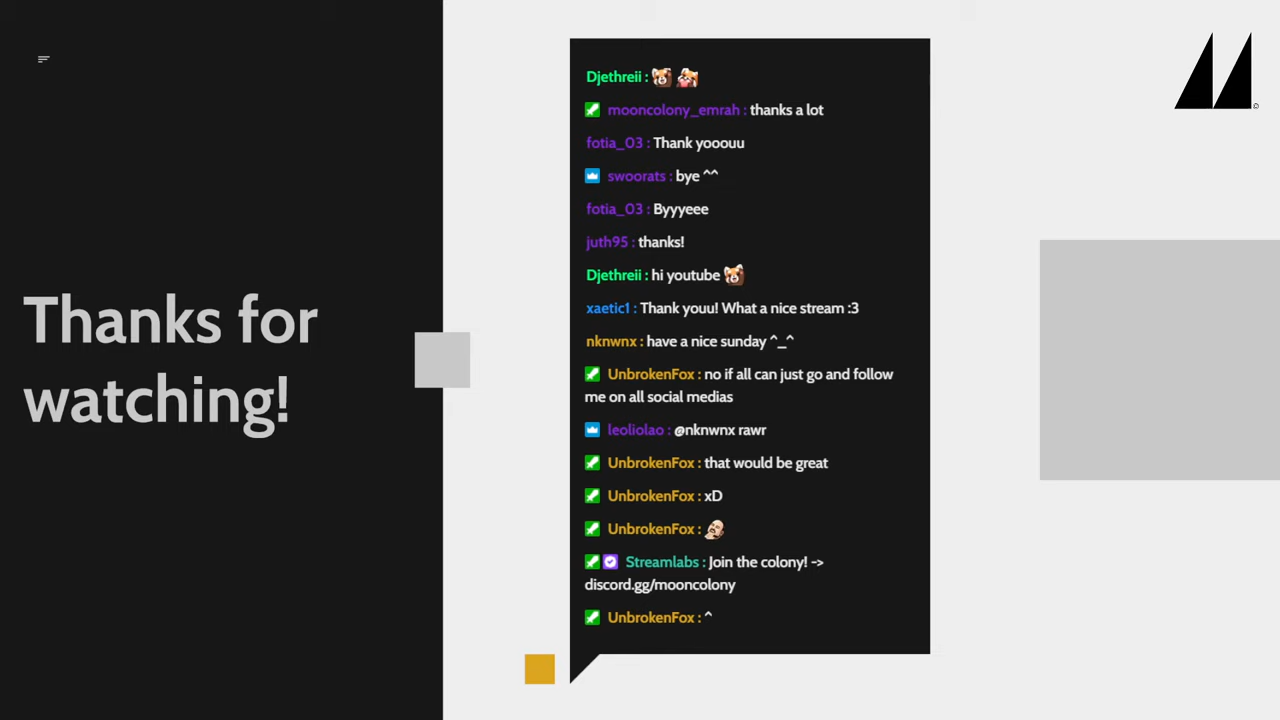 Thanks for
watching!
Djethreii :
mooncolony_emrah : thanks a lot
fotia_03 : Thank yooouu
swoorats : bye ^^
fotia_03 : Byyyeee
juth95 : thanks!
Djethreii : hi youtube
xaetic1 : Thank youu! What a nice stream :3
nknwnx : have a nice sunday ^_^
UnbrokenFox : no if all can just go and follow
me on all social medias
leoliolao : @nknwnx rawr
UnbrokenFox : that would be great
UnbrokenFox : xD
UnbrokenFox :
Streamlabs : Join the colony! ->
discord.gg/mooncolony
UnbrokenFox : ^
©